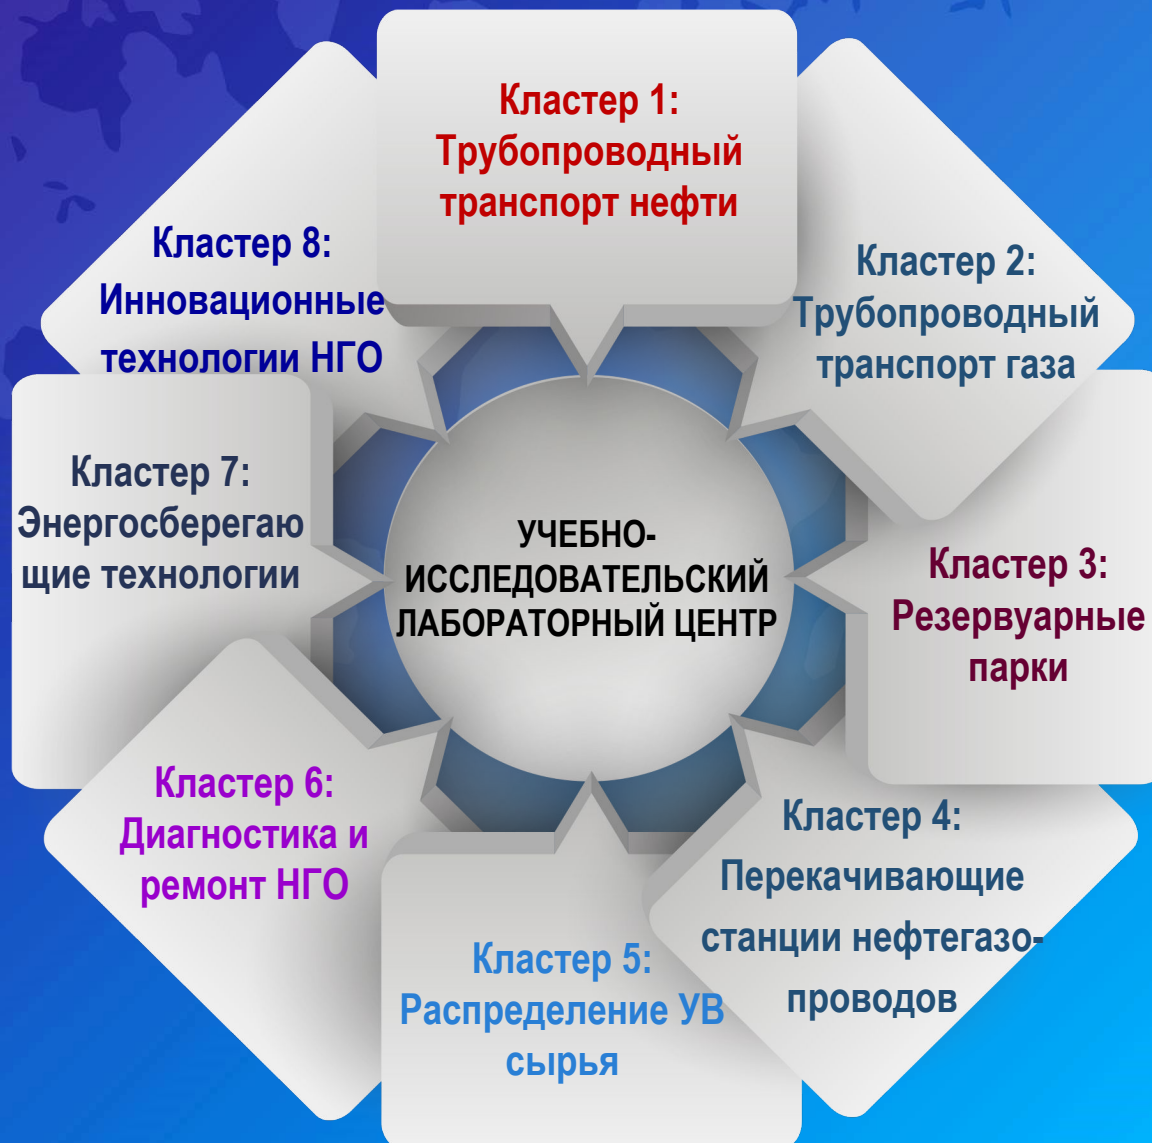 Кластер 1:
Трубопроводный
транспорт нефти
Кластер 2:
Трубопроводный
транспорт газа
Кластер 3:
Резервуарные
парки
Кластер 4:
Перекачивающие
станции нефтегазо-
проводов
Кластер 5:
Распределение УВ
сырья
Кластер 6:
Диагностика и
ремонт НГО
Кластер 7:
Энергосберегаю
щие технологии
Кластер 8:
Инновационные
технологии НГО
УЧЕБНО-
ИССЛЕДОВАТЕЛЬСКИЙ
ЛАБОРАТОРНЫЙ ЦЕНТР